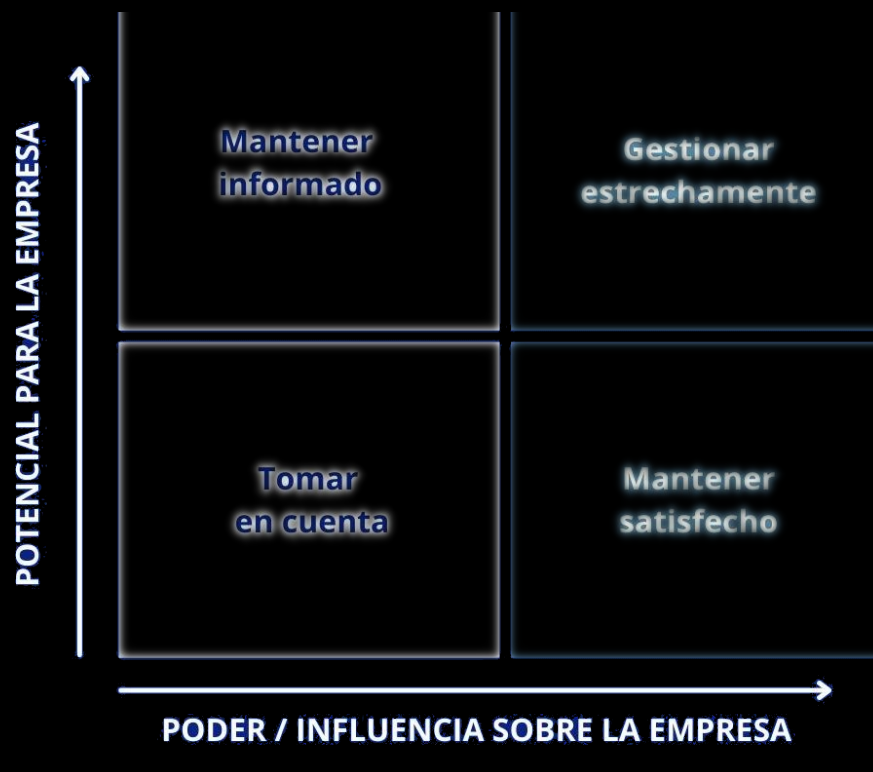 POTENCIAL PARA LA EMPRESA
Mantener
informado
Gestionar
estrechamente
Tomar
en cuenta
Mantener
satisfecho
PODER / INFLUENCIA SOBRE LA EMPRESA